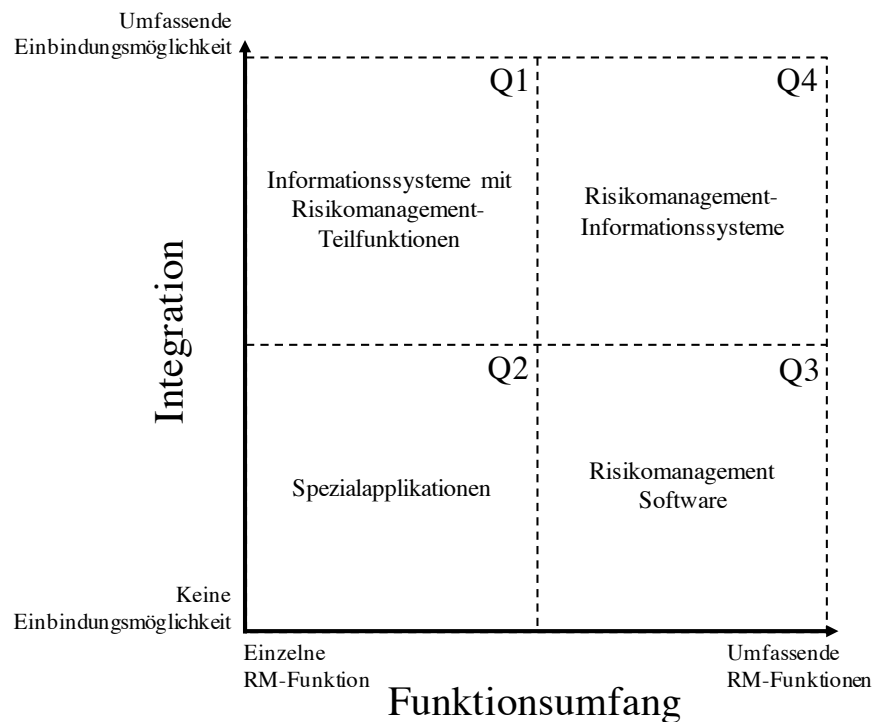 Umfassende
Einbindungsmöglichkeit
Q1
Q4
Informationssysteme mit
Risikomanagement-
Teilfunktionen
Risikomanagement-
Informationssysteme
Integration
Q2
Q3
Spezialapplikationen
Risikomanagement
Software
Keine
Einbindungsmöglichkeit
Einzelne
RM-Funktion
Umfassende
RM-Funktionen
Funktionsumfang